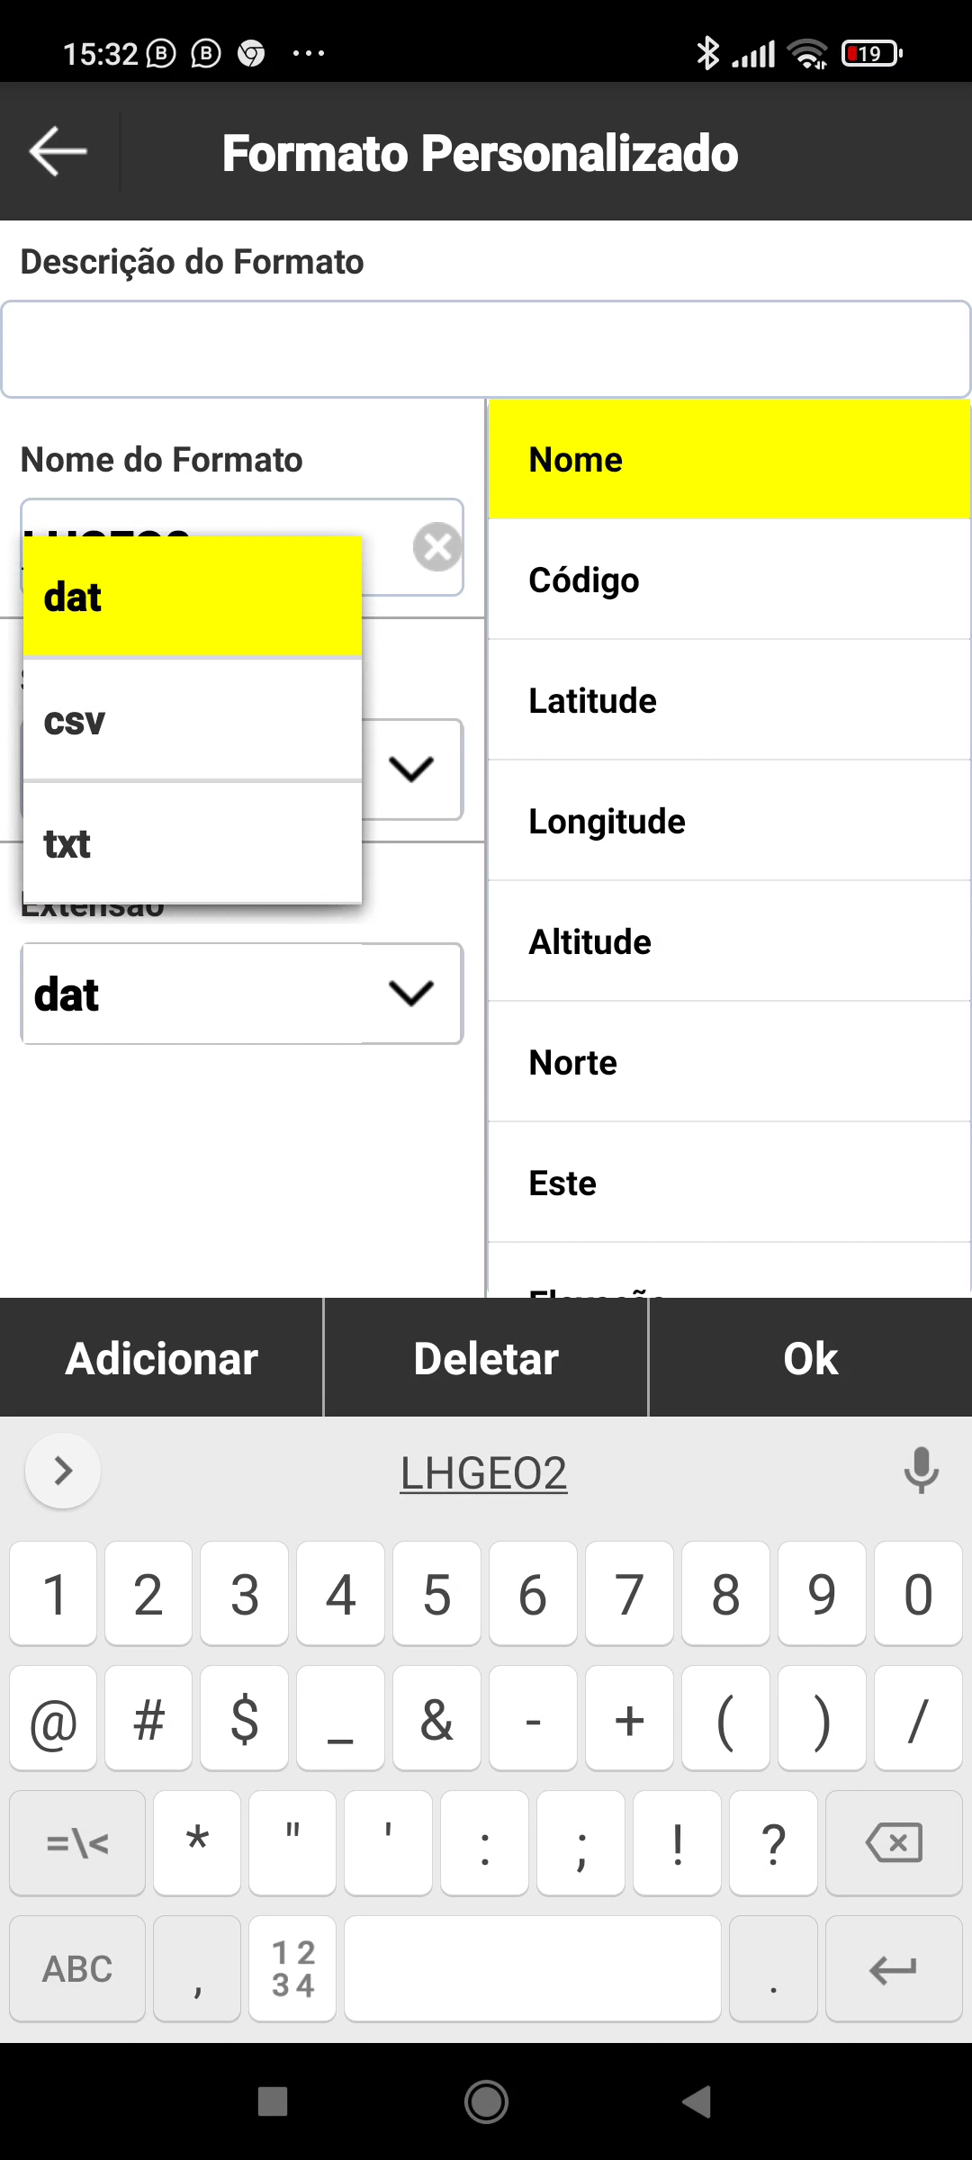 15:32
19
Formato Personalizado
Descrição do Formato
Nome do Formato
Nome
dat
csv
txt
Código
Latitude
Longitude
Extensão
dat
Altitude
Norte
Este
Elevação
Adicionar
Deletar
Ok
LHGEO2
1 2 3 4 5 6 7 8 9 0
@ # $ _ & - + ( ) /
=\< * " ' : ; ! ?
ABC , 1 2 3 4 .